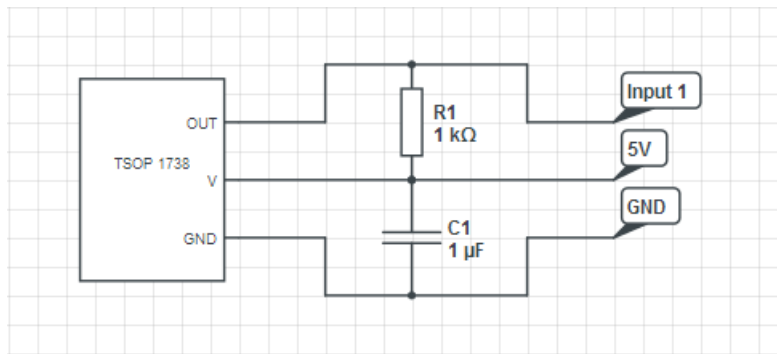 OUT
TSOP 1738
V
GND
R1
1 kΩ
C1
1 µF
Input 1
5V
GND